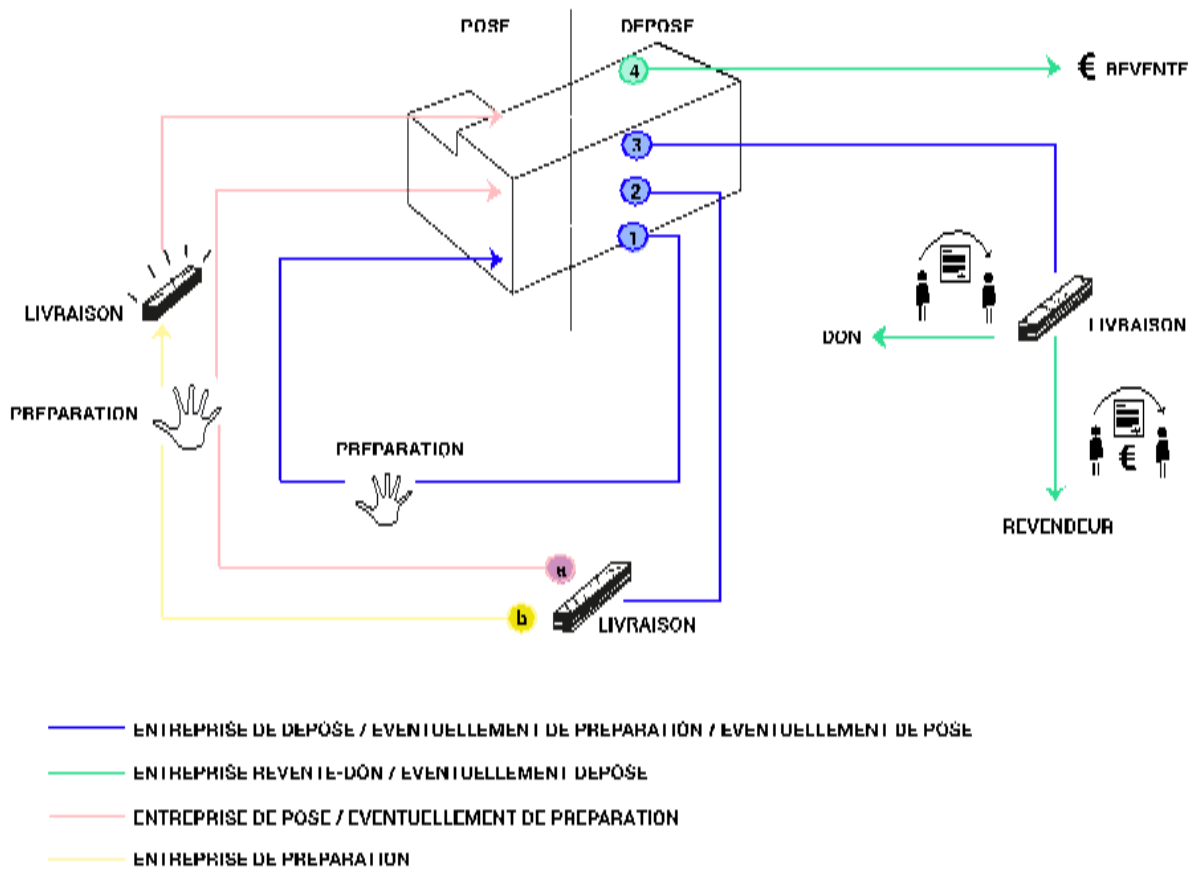 POSE
DEPOSE
4
€ REVENTE
3
2
1
LIVRAISON
LIVRAISON
DON
PREPARATION
PREPARATION
€
REVENDEUR
a
b
LIVRAISON
ENTREPRISE DE DEPOSE / EVENTUELLEMENT DE PREPARATION / EVENTUELLEMENT DE POSE
ENTREPRISE REVENTE-DON / EVENTUELLEMENT DEPOSE
ENTREPRISE DE POSE / EVENTUELLEMENT DE PREPARATION
ENTREPRISE DE PREPARATION